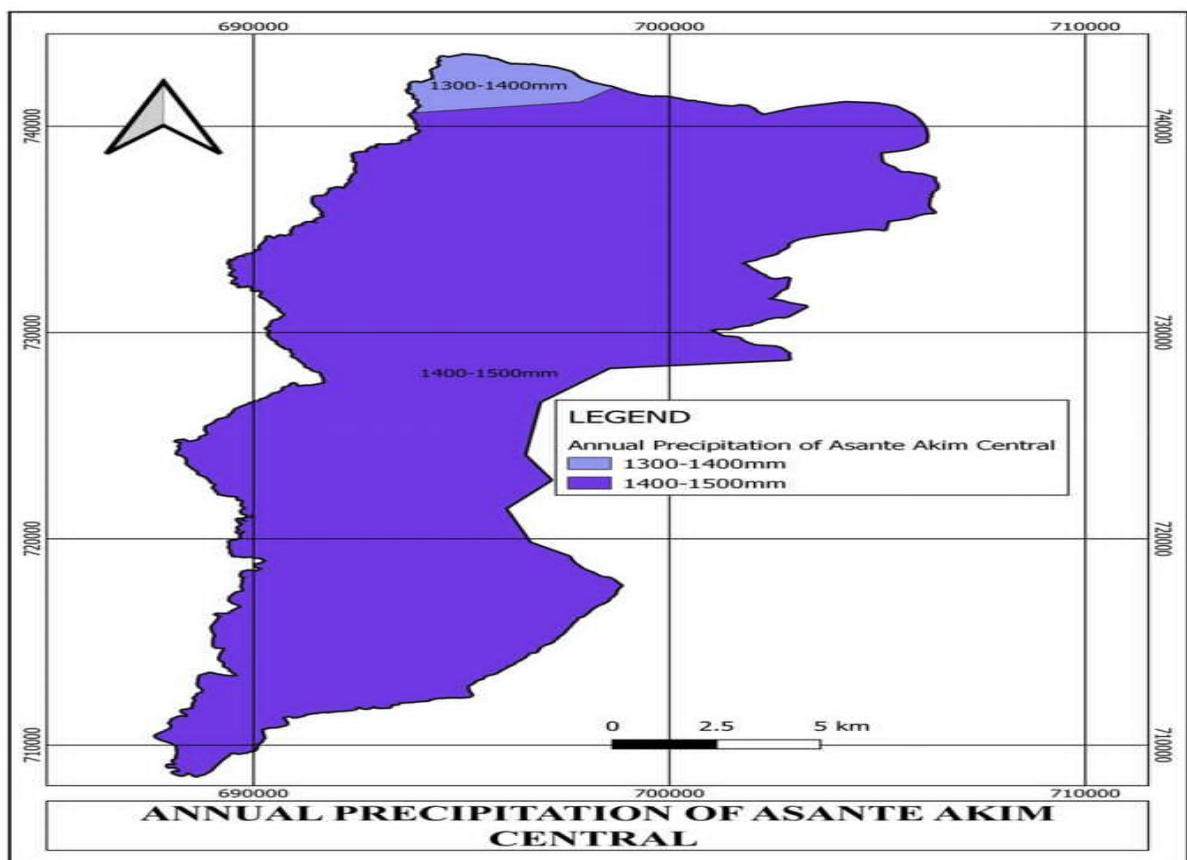 690000 700000 710000
1300-1400mm
740000 740000
730000 730000
1400-1500mm
LEGEND
Annual Precipitation of Asante Akim Central
1300-1400mm
1400-1500mm
720000 720000
0 2.5 5 km
710000 710000
690000 700000 710000
ANNUAL PRECIPITATION OF ASANTE AKIM
CENTRAL